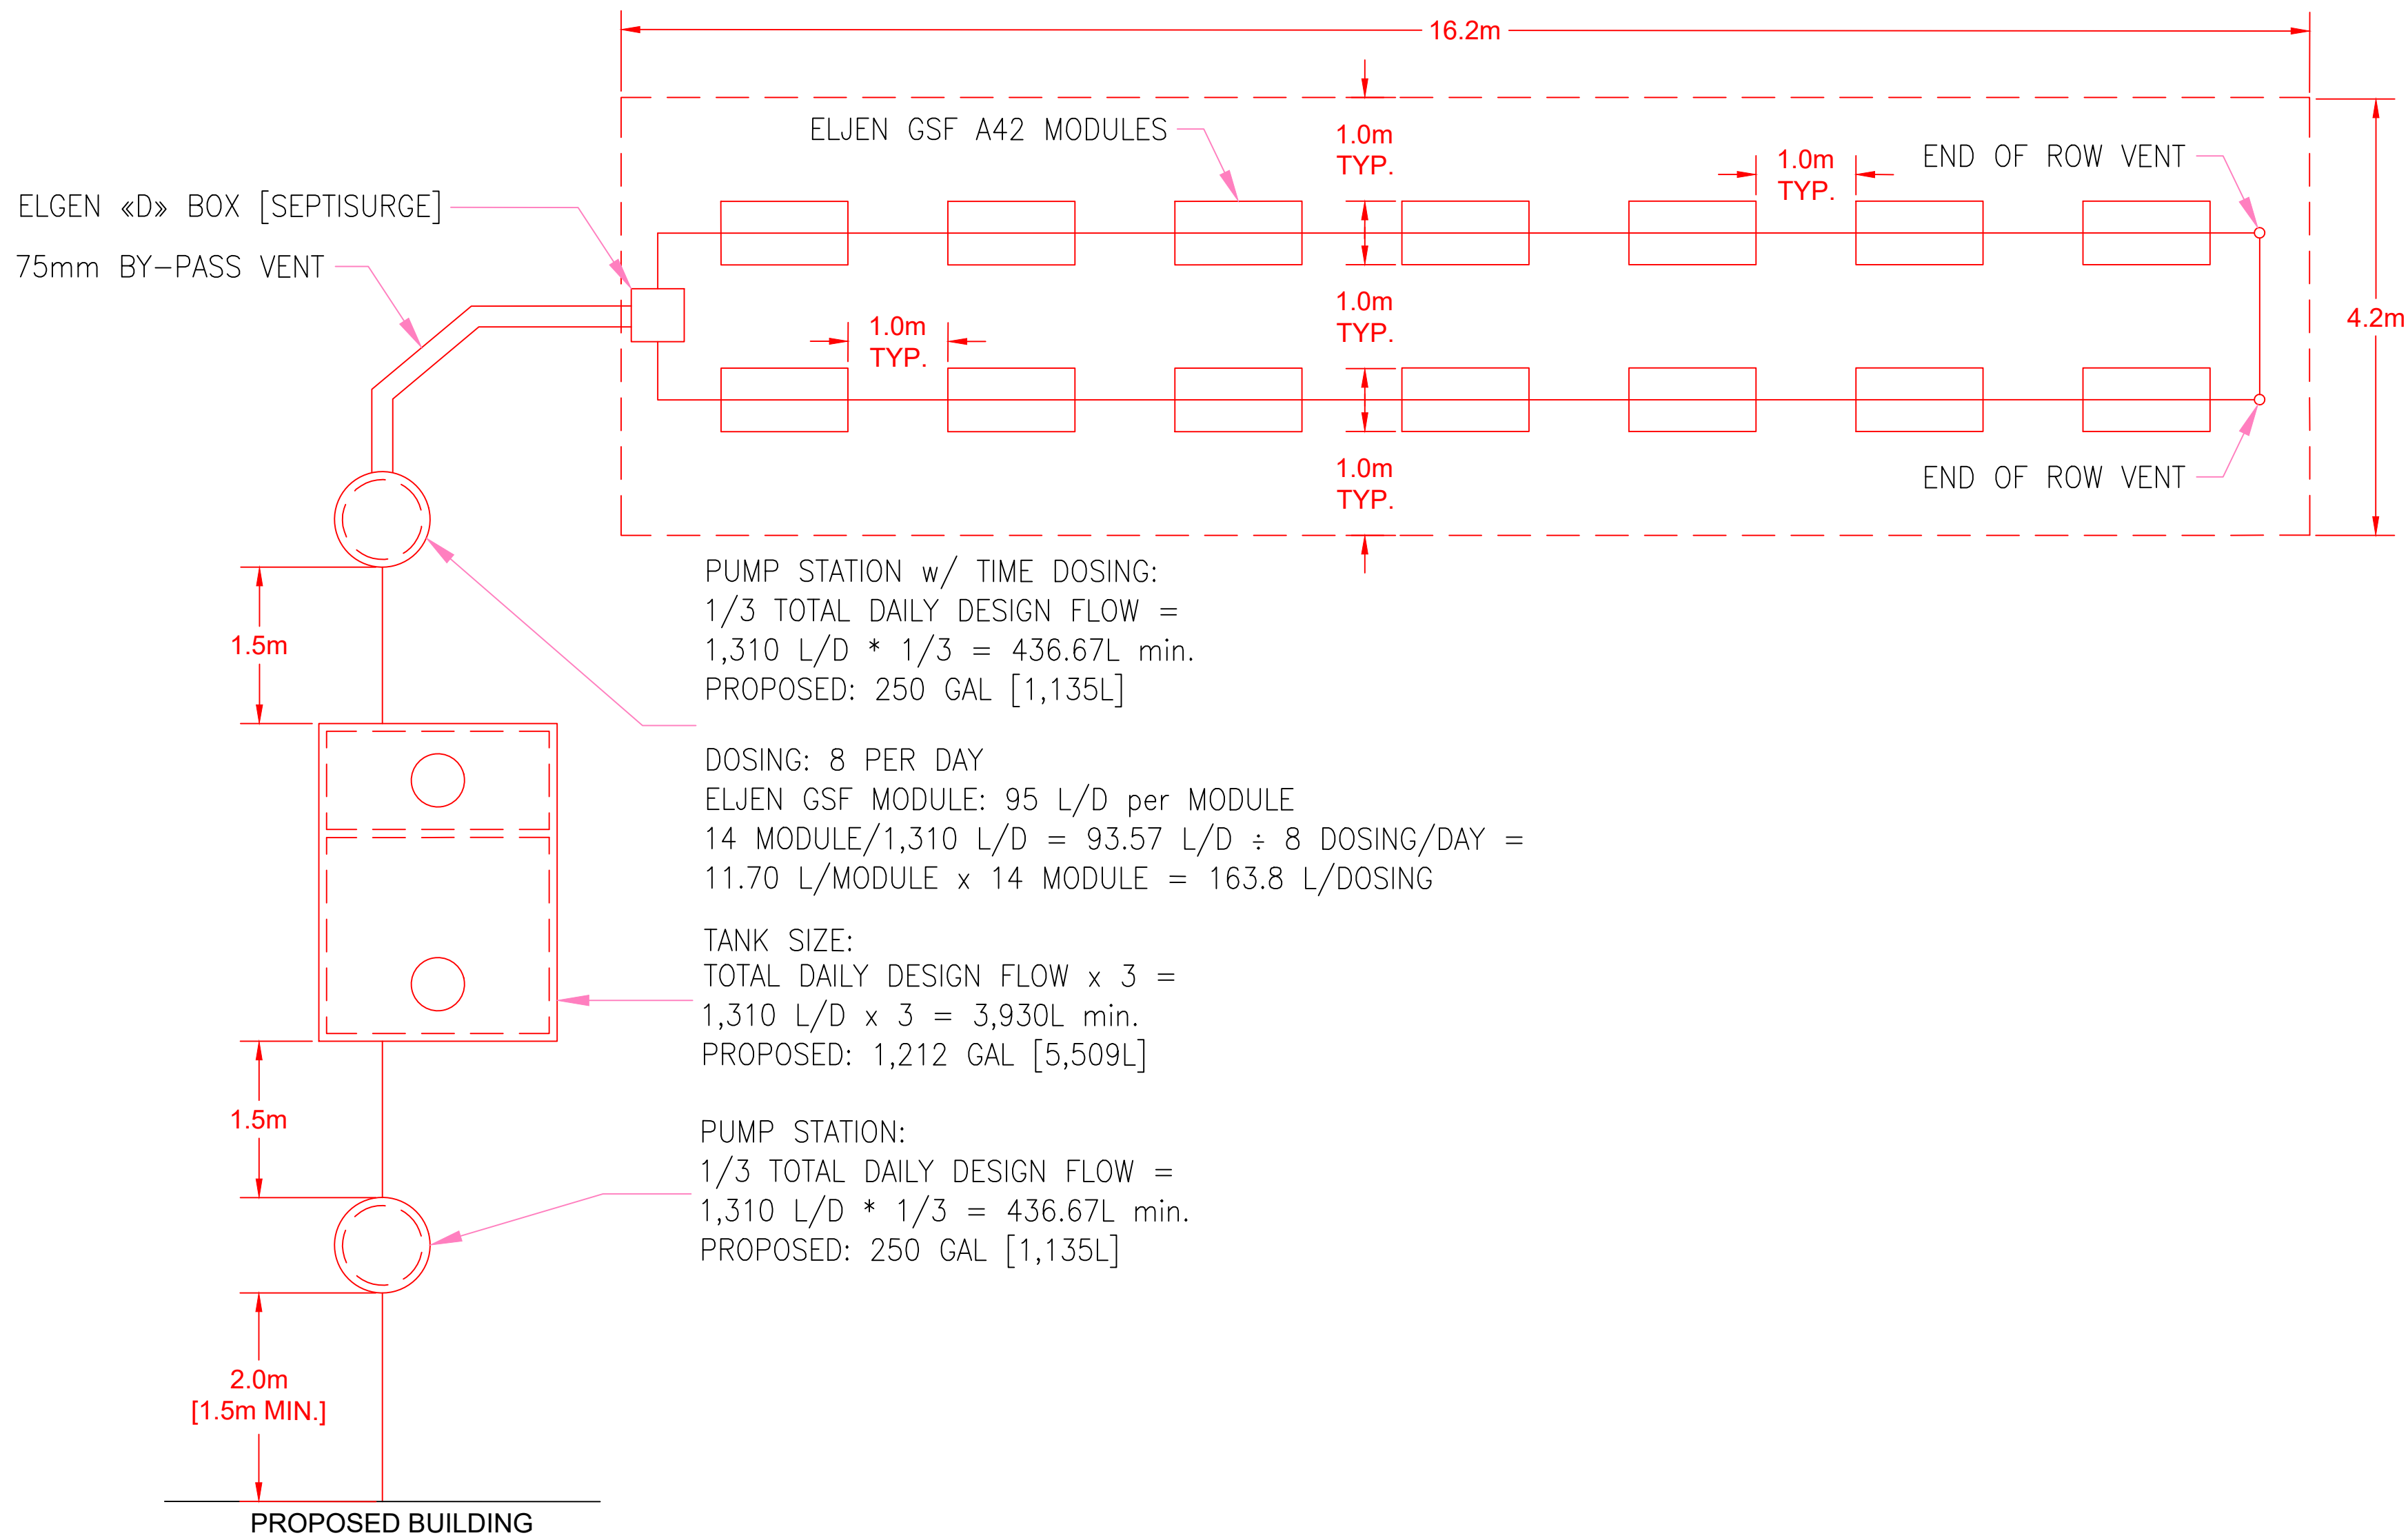 16.2m
ELJEN GSF A42 MODULES
1.0m
TYP.
1.0m
TYP.
END OF ROW VENT
ELGEN «D» BOX [SEPTISURGE]
75mm BY-PASS VENT
1.0m
TYP.
1.0m
TYP.
4.2m
1.0m
TYP.
END OF ROW VENT
PUMP STATION w/ TIME DOSING:
1/3 TOTAL DAILY DESIGN FLOW =
1,310 L/D * 1/3 = 436.67L min.
PROPOSED: 250 GAL [1,135L]
1.5m
DOSING: 8 PER DAY
ELJEN GSF MODULE: 95 L/D per MODULE
14 MODULE/1,310 L/D = 93.57 L/D ÷ 8 DOSING/DAY =
11.70 L/MODULE x 14 MODULE = 163.8 L/DOSING
TANK SIZE:
TOTAL DAILY DESIGN FLOW x 3 =
1,310 L/D x 3 = 3,930L min.
PROPOSED: 1,212 GAL [5,509L]
1.5m
PUMP STATION:
1/3 TOTAL DAILY DESIGN FLOW =
1,310 L/D * 1/3 = 436.67L min.
PROPOSED: 250 GAL [1,135L]
2.0m
[1.5m MIN.]
PROPOSED BUILDING